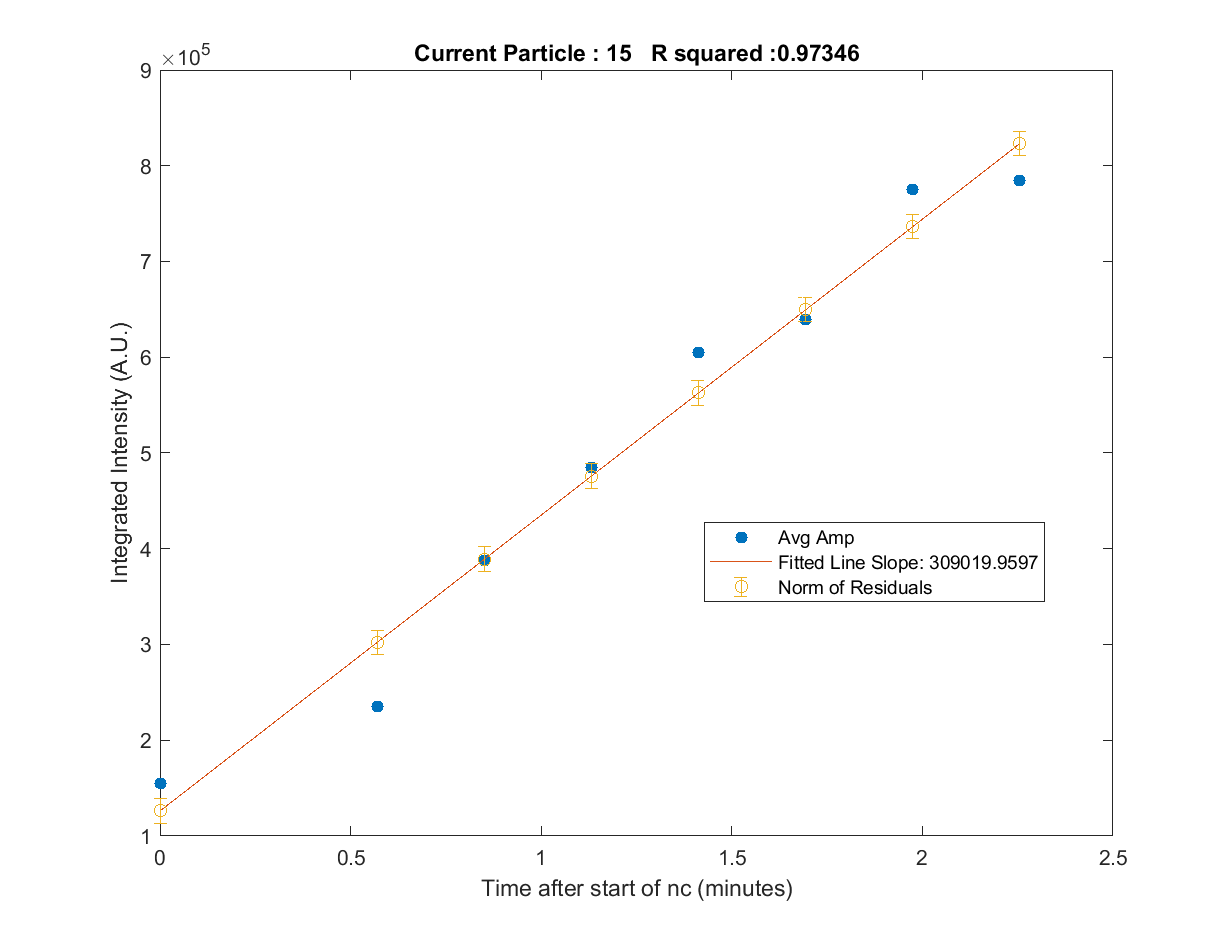 Current Particle : 15   R squared :0.97346
×10^5
9
8
7
6
5
4
3
2
1
Integrated Intensity (A.U.)
Avg Amp
Fitted Line Slope: 309019.9597
Norm of Residuals
0 0.5 1 1.5 2 2.5
Time after start of nc (minutes)